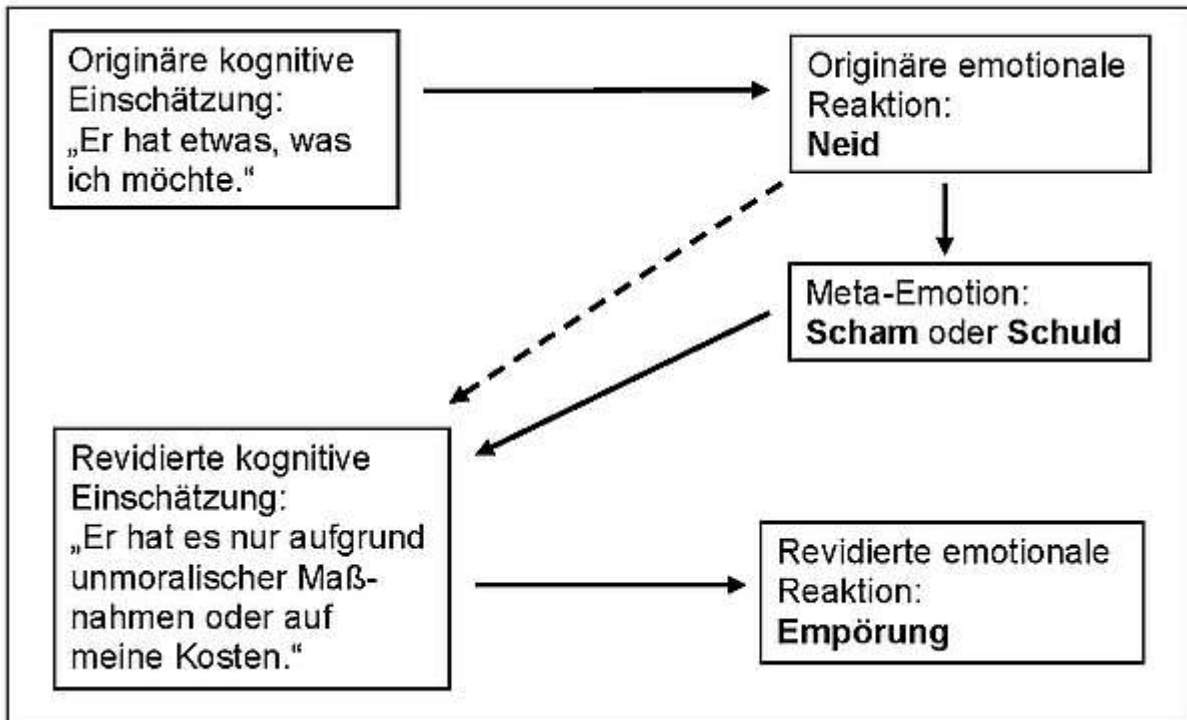 Originäre kognitive
Einschätzung:
„Er hat etwas, was
ich möchte.“
Originäre emotionale
Reaktion:
Neid
Meta-Emotion:
Scham oder Schuld
Revidierte kognitive
Einschätzung:
„Er hat es nur aufgrund
unmoralischer Maß-
nahmen oder auf
meine Kosten.“
Revidierte emotionale
Reaktion:
Empörung